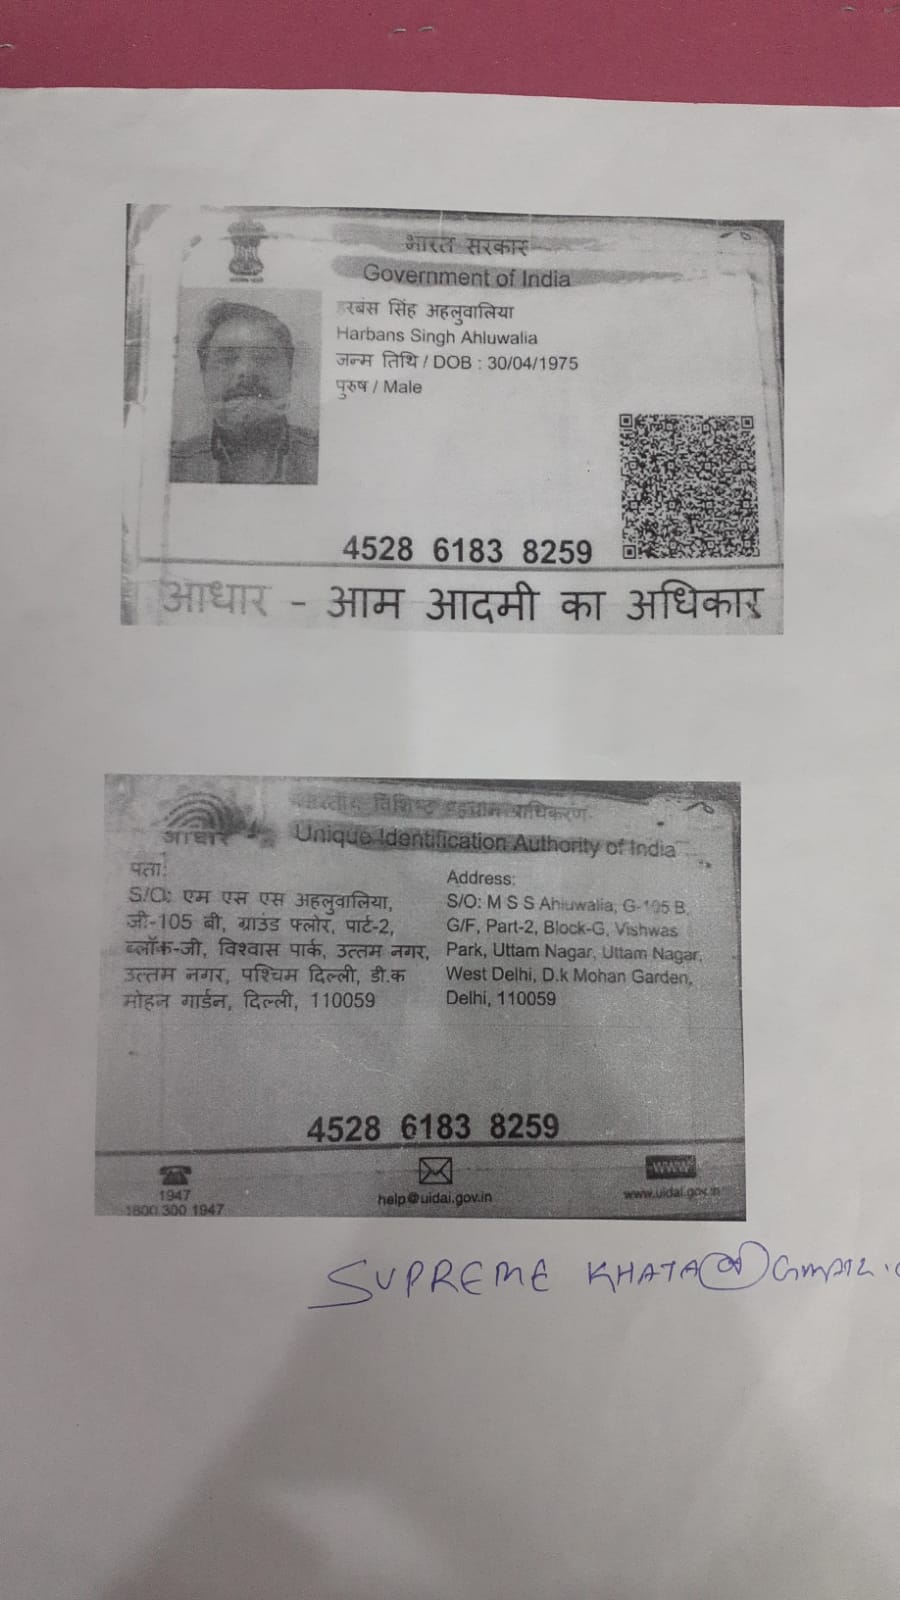 भारत सरकार
Government of India
हरबंस सिंह अहलुवालिया
Harbans Singh Ahluwalia
जन्म तिथि / DOB : 30/04/1975
पुरुष / Male
4528 6183 8259
आधार - आम आदमी का अधिकार
भारतीय विशिष्ट पहचान प्राधिकरण
आधार
Unique Identification Authority of India
पता:
S/O: एम एस एस अहलुवालिया,
जी-105 बी, ग्राउंड फ्लोर, पार्ट-2,
ब्लॉक-जी, विश्वास पार्क, उत्तम नगर,
उत्तम नगर, पश्चिम दिल्ली, डी.क
मोहन गार्डन, दिल्ली, 110059
Address:
S/O: M S S Ahluwalia, G-105 B,
G/F, Part-2, Block-G, Vishwas
Park, Uttam Nagar, Uttam Nagar,
West Delhi, D.k Mohan Garden,
Delhi, 110059
4528 6183 8259
1947
1800 300 1947
help@uidai.gov.in
WWW
www.uidai.gov.in
SUPREME KHATA@GMAIL.